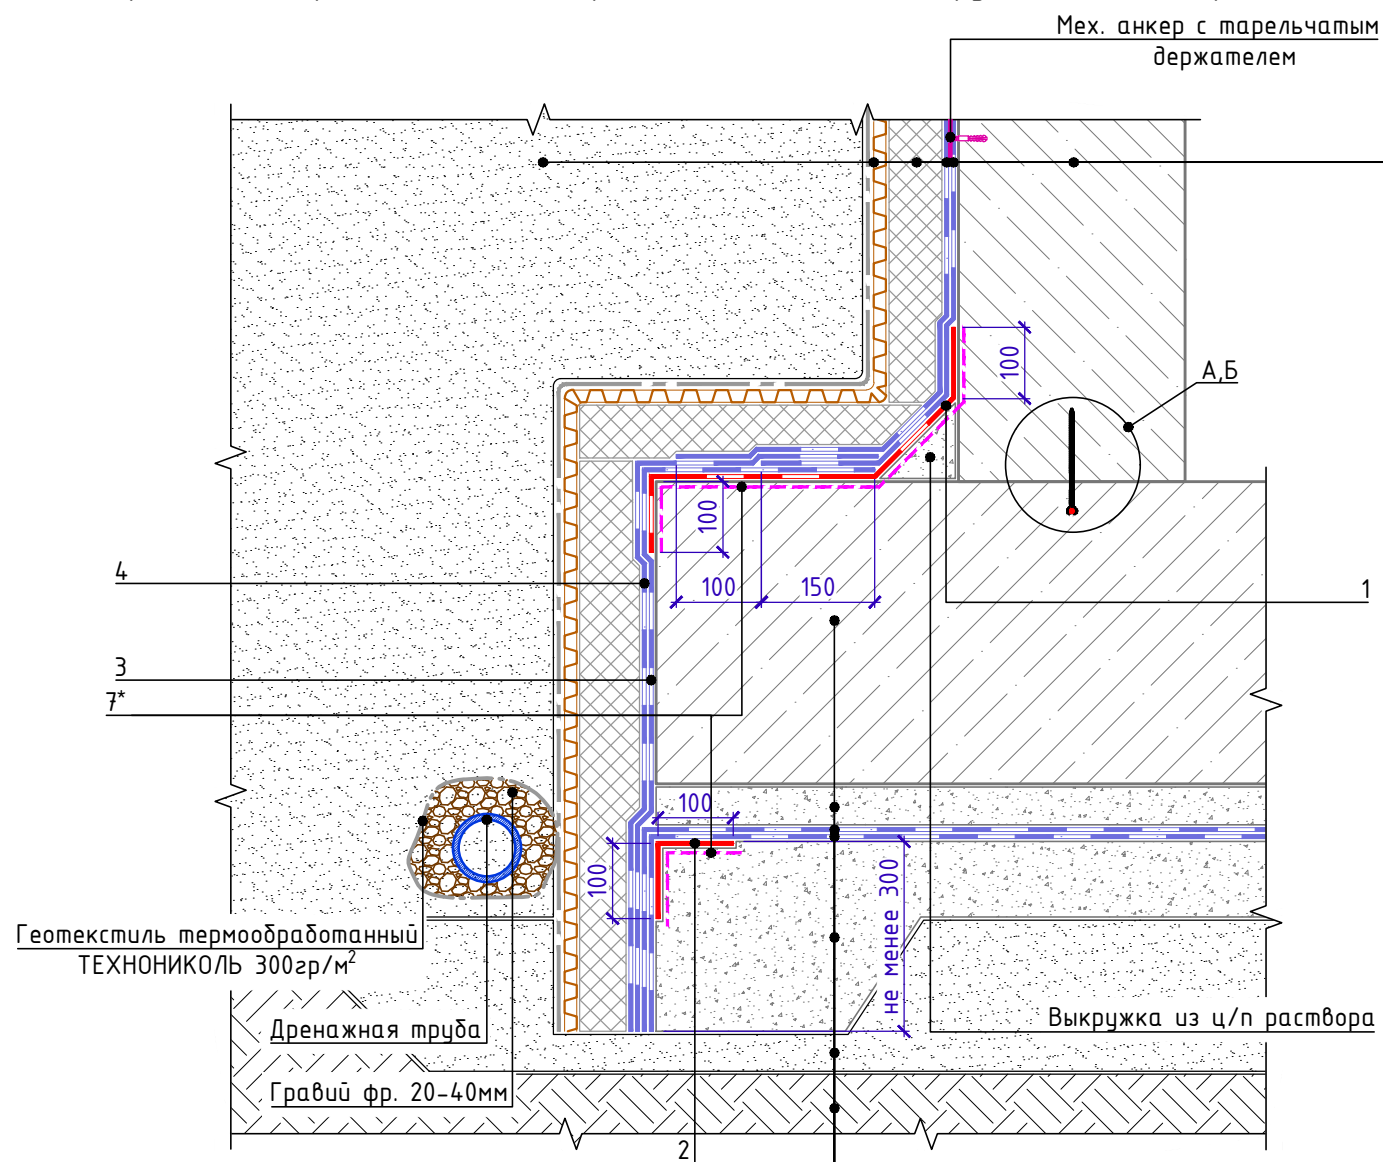 Мех. анкер с тарельчатым
держателем
А,Б
100
100
100
150
1
4
3
7*
100
100
не менее 300
Геотекстиль термообработанный
ТЕХНОНИКОЛЬ 300гр/м²
Дренажная труба
Выкружка из ц/п раствора
Гравий фр. 20-40мм
2